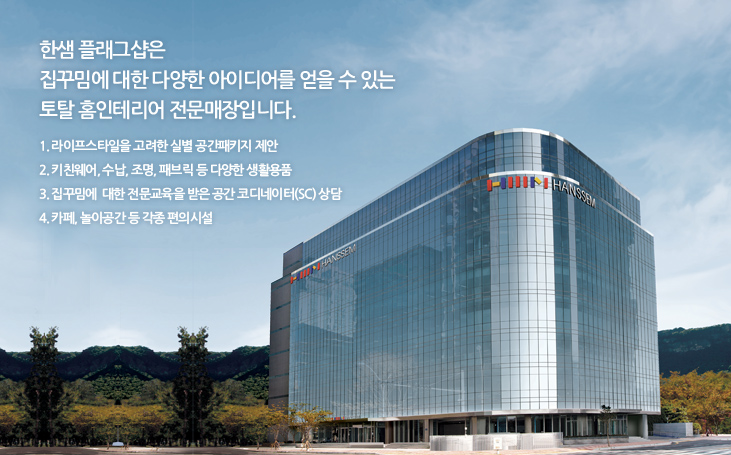 한샘 플래그샵은
집꾸밈에 대한 다양한 아이디어를 얻을 수 있는
토탈 홈인테리어 전문매장입니다.
1. 라이프스타일을 고려한 실별 공간패키지 제안
2. 키친웨어, 수납, 조명, 패브릭 등 다양한 생활용품
3. 집꾸밈에 대한 전문교육을 받은 공간 코디네이터(SC) 상담
4. 카페, 놀이공간 등 각종 편의시설
HANSSEM
HANSSEM